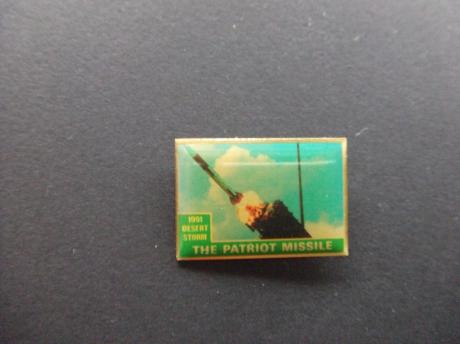 1991
DESERT
STORM
THE PATRIOT MISSILE